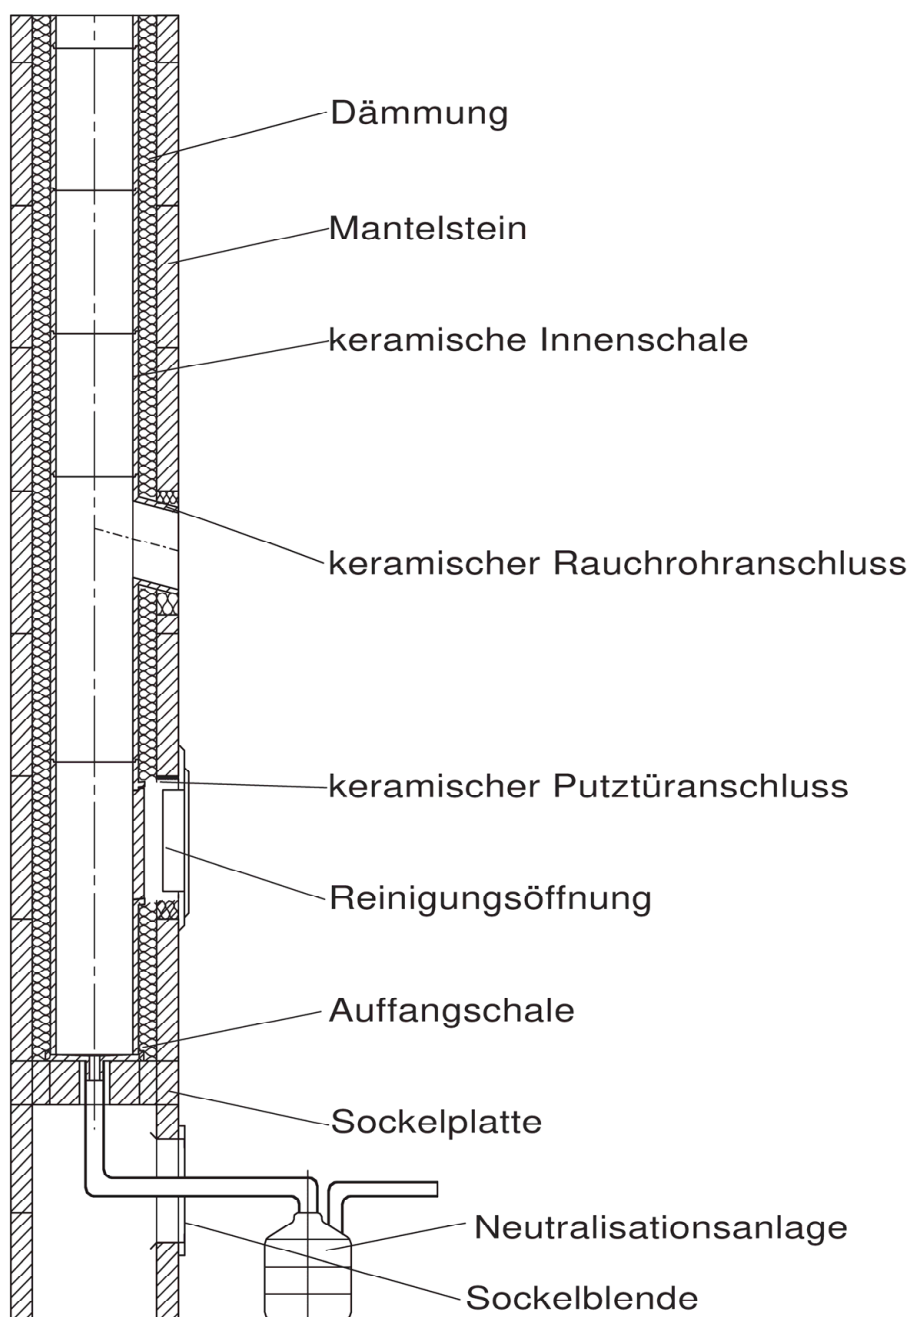 Dämmung
Mantelstein
keramische Innenschale
keramischer Rauchrohranschluss
keramischer Putztüranschluss
Reinigungsöffnung
Auffangschale
Sockelplatte
Neutralisationsanlage
Sockelblende